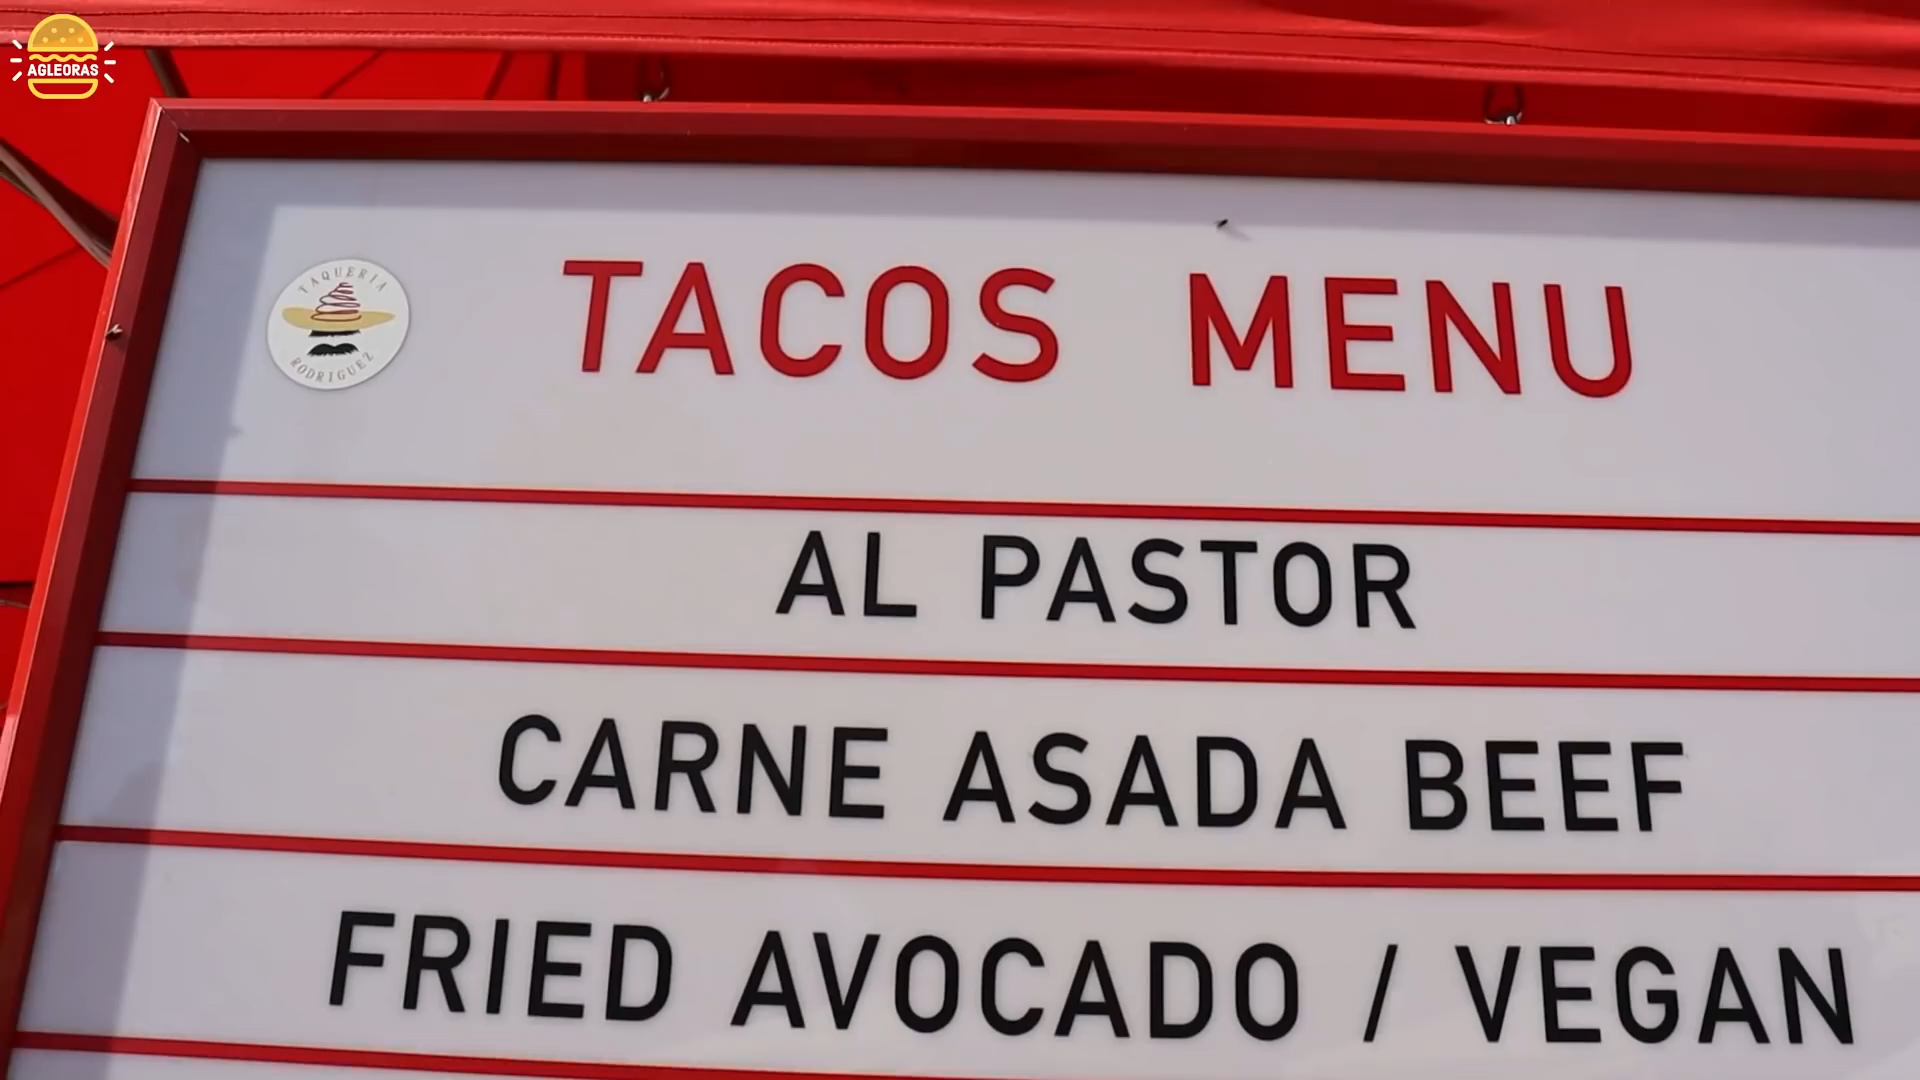 AGLEORAS
TAQUERIA
RODRIGUEZ
TACOS MENU
AL PASTOR
CARNE ASADA BEEF
FRIED AVOCADO / VEGAN